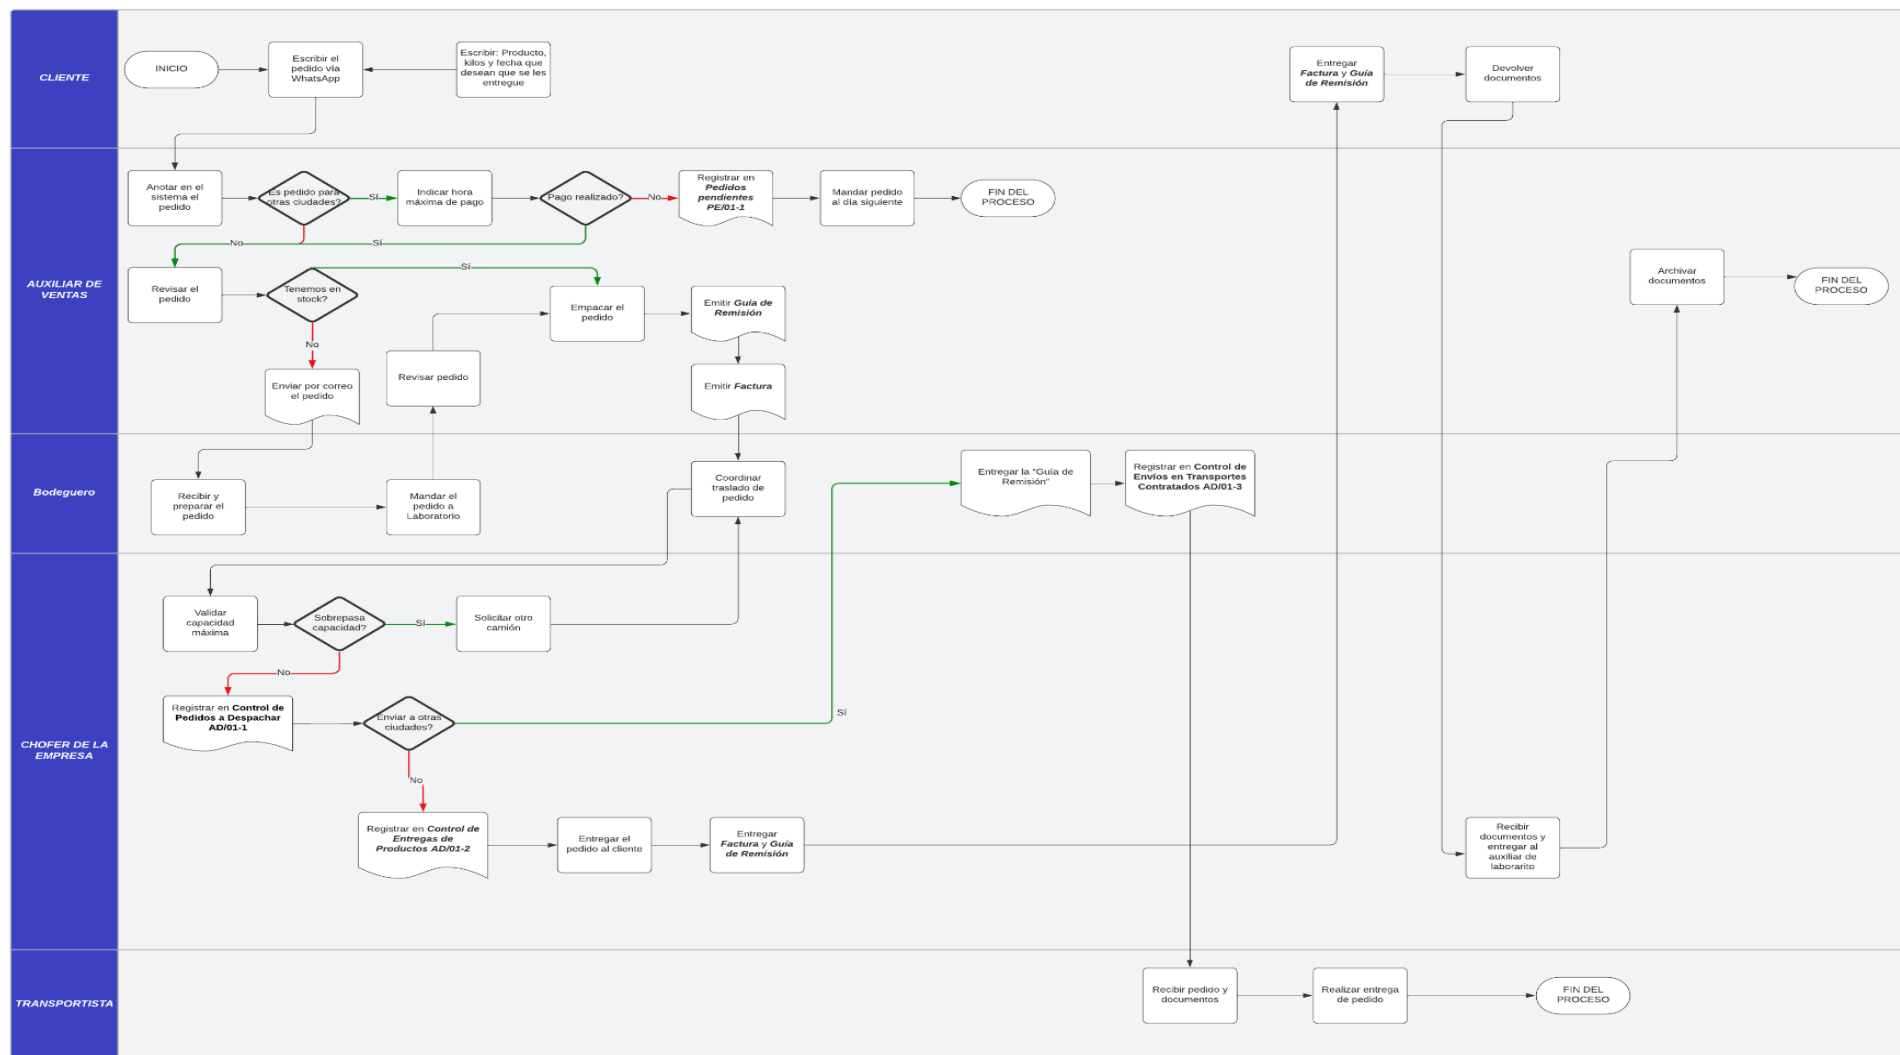 CLIENTE
INICIO
Escribir el
pedido vía
WhatsApp
Escribir: Producto,
kilos y fecha que
desean que se les
entregue
Entregar
Factura y Guía
de Remisión
Devolver
documentos
AUXILIAR DE
VENTAS
Anotar en el
sistema el
pedido
Es pedido para
otras ciudades?
Sí
Indicar hora
máxima de pago
Pago realizado?
No
Registrar en
Pedidos
pendientes
PE/01-1
Mandar pedido
al día siguiente
FIN DEL
PROCESO
No
Sí
Revisar el
pedido
Tenemos en
stock?
Sí
No
Empacar el
pedido
Emitir Guía de
Remisión
Archivar
documentos
FIN DEL
PROCESO
Enviar por correo
el pedido
Revisar pedido
Emitir Factura
Bodeguero
Recibir y
preparar el
pedido
Mandar el
pedido a
Laboratorio
Coordinar
traslado de
pedido
Entregar la "Guía de
Remisión"
Registrar en Control de
Envíos en Transportes
Contratados AD/01-3
CHOFER DE LA
EMPRESA
Validar
capacidad
máxima
Sobrepasa
capacidad?
Sí
Solicitar otro
camión
No
Registrar en Control de
Pedidos a Despachar
AD/01-1
Enviar a otras
ciudades?
Sí
No
Registrar en Control de
Entregas de
Productos AD/01-2
Entregar el
pedido al cliente
Entregar
Factura y Guía
de Remisión
Recibir
documentos y
entregar al
auxiliar de
laborarito
TRANSPORTISTA
Recibir pedido y
documentos
Realizar entrega
de pedido
FIN DEL
PROCESO